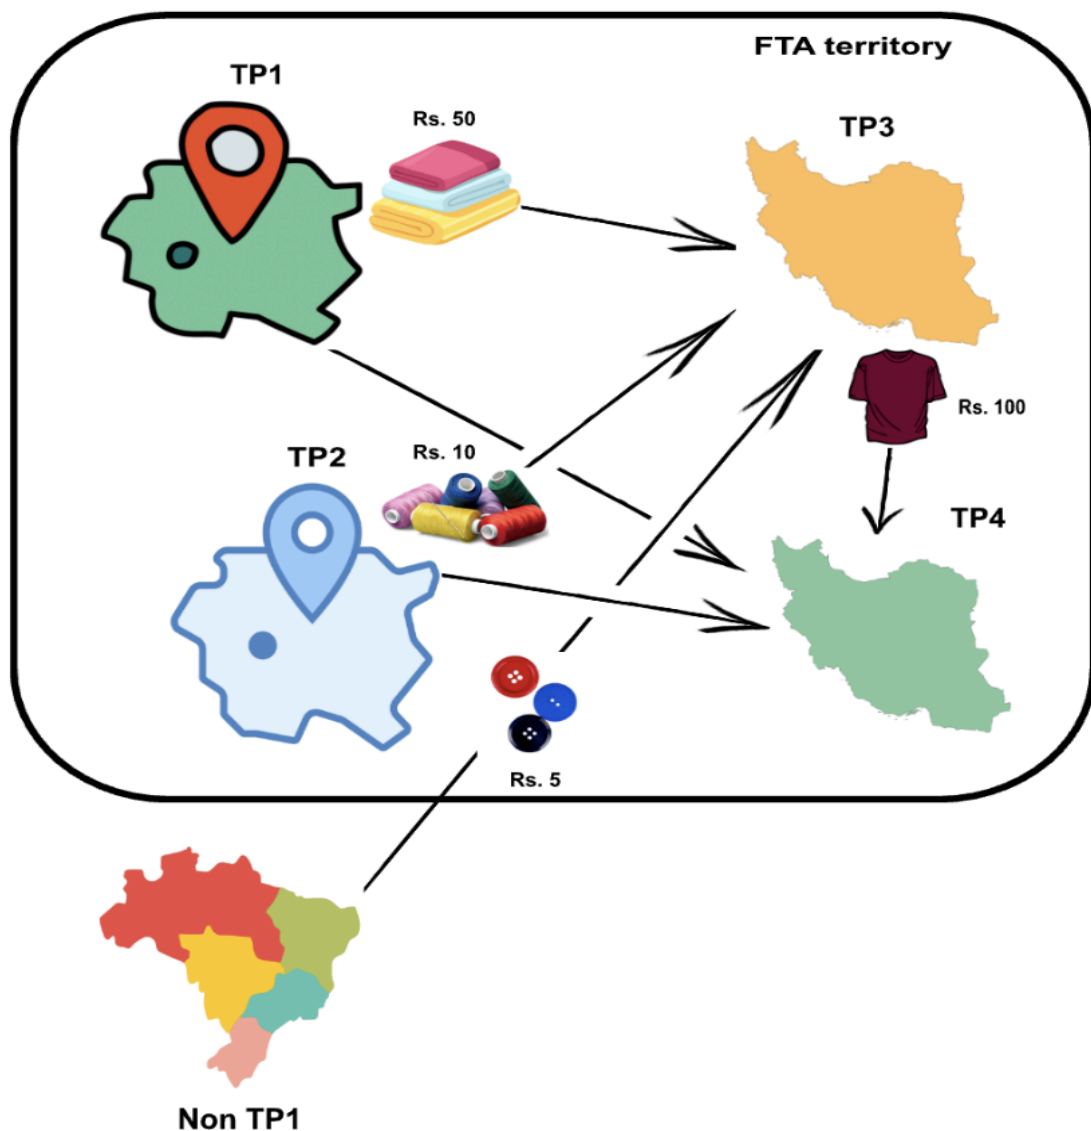 FTA territory
TP1
Rs. 50
TP3
Rs. 100
TP2
Rs. 10
TP4
Rs. 5
Non TP1